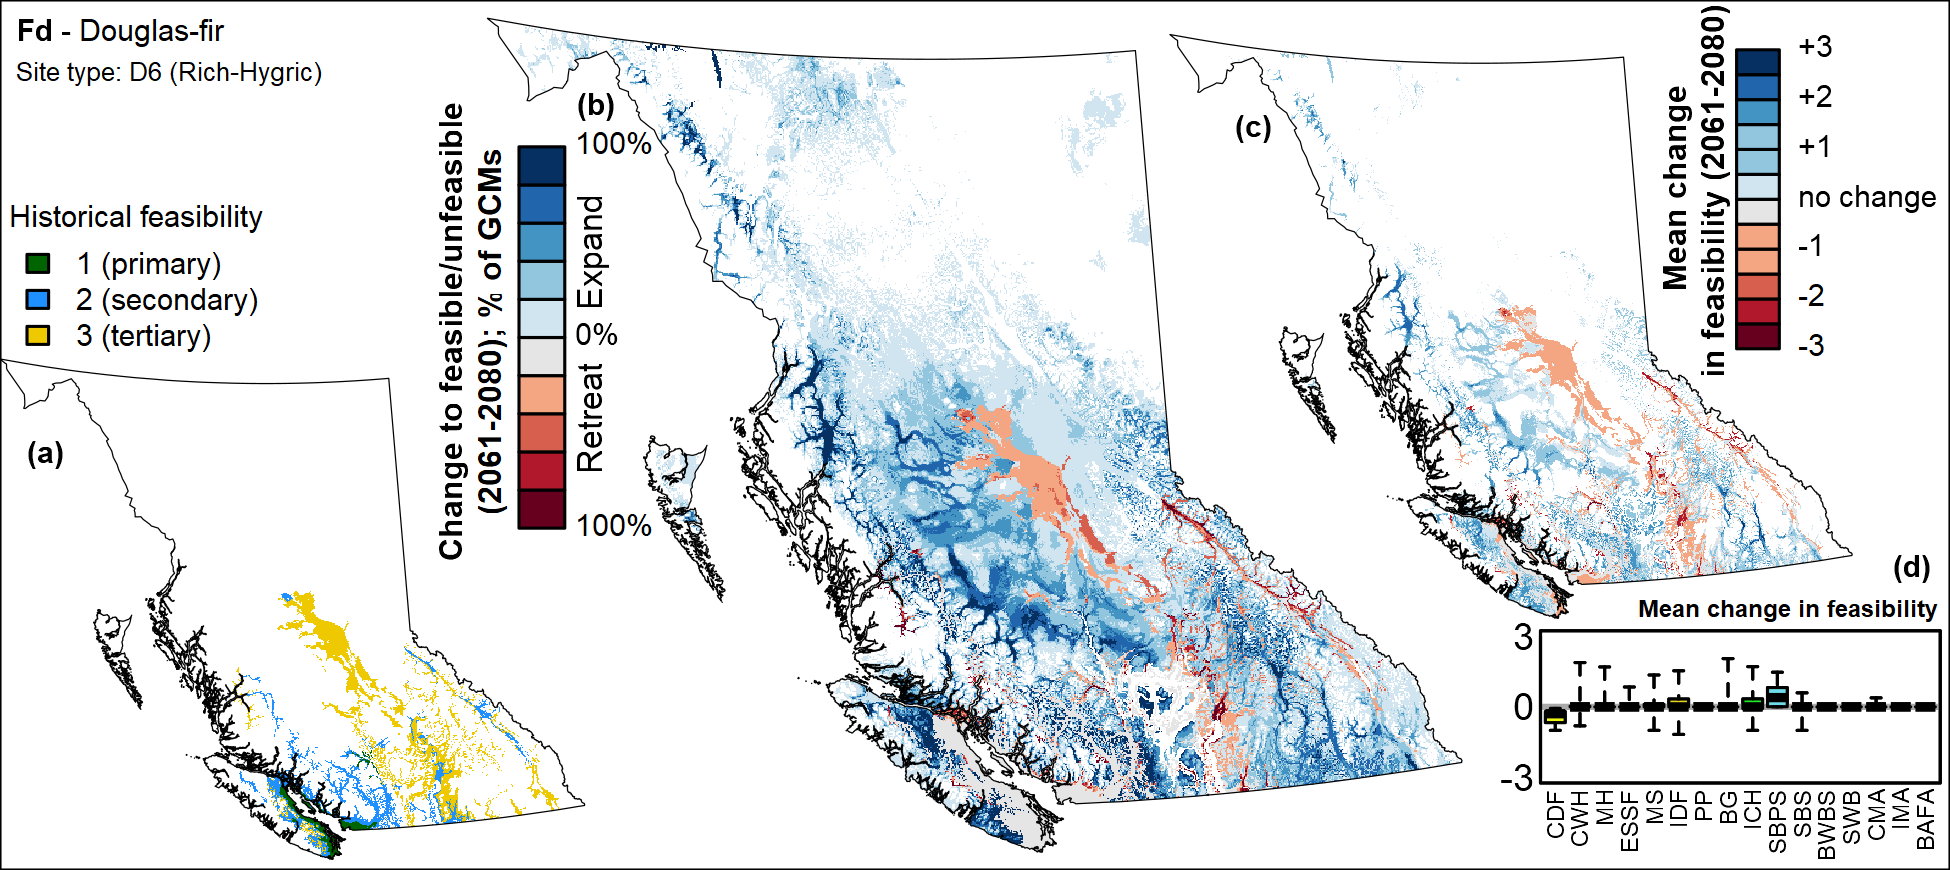 Fd - Douglas-fir
Site type: D6 (Rich-Hygric)
Historical feasibility
1 (primary)
2 (secondary)
3 (tertiary)
(a)
(b)
Change to feasible/unfeasible
(2061-2080); % of GCMs
100%
Expand
0%
Retreat
100%
(c)
Mean change
in feasibility (2061-2080)
+3
+2
+1
no change
-1
-2
-3
(d)
Mean change in feasibility
3
0
-3
CDF
CWH
MH
ESSF
MS
IDF
PP
BG
ICH
SBPS
SBS
BWBS
SWB
CMA
IMA
BAFA